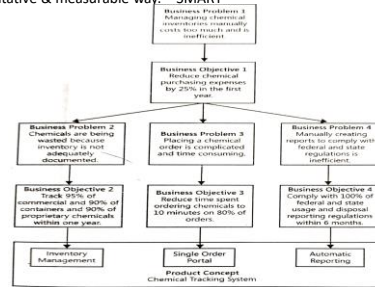 tative & measurable way. "SMART"
Business Problem 1
Managing chemical
inventories manually
costs too much and is
inefficient.
Business Objective 1
Reduce chemical
purchasing expenses
by 25% in the first
year.
Business Problem 2
Chemicals are being
wasted because
inventory is not
adequately
documented.
Business Problem 3
Placing a chemical
order is complicated
and time consuming.
Business Problem 4
Manually creating
reports to comply with
federal and state
regulations is
inefficient.
Business Objective 2
Track 95% of
commercial and 90% of
containers and 90% of
proprietary chemicals
within one year.
Business Objective 3
Reduce time spent
ordering chemicals to
10 minutes on 80% of
orders.
Business Objective 4
Comply with 100% of
federal and state
usage and disposal
reporting regulations
within 6 months.
Inventory
Management
Single Order
Portal
Automatic
Reporting
Product Concept
Chemical Tracking System